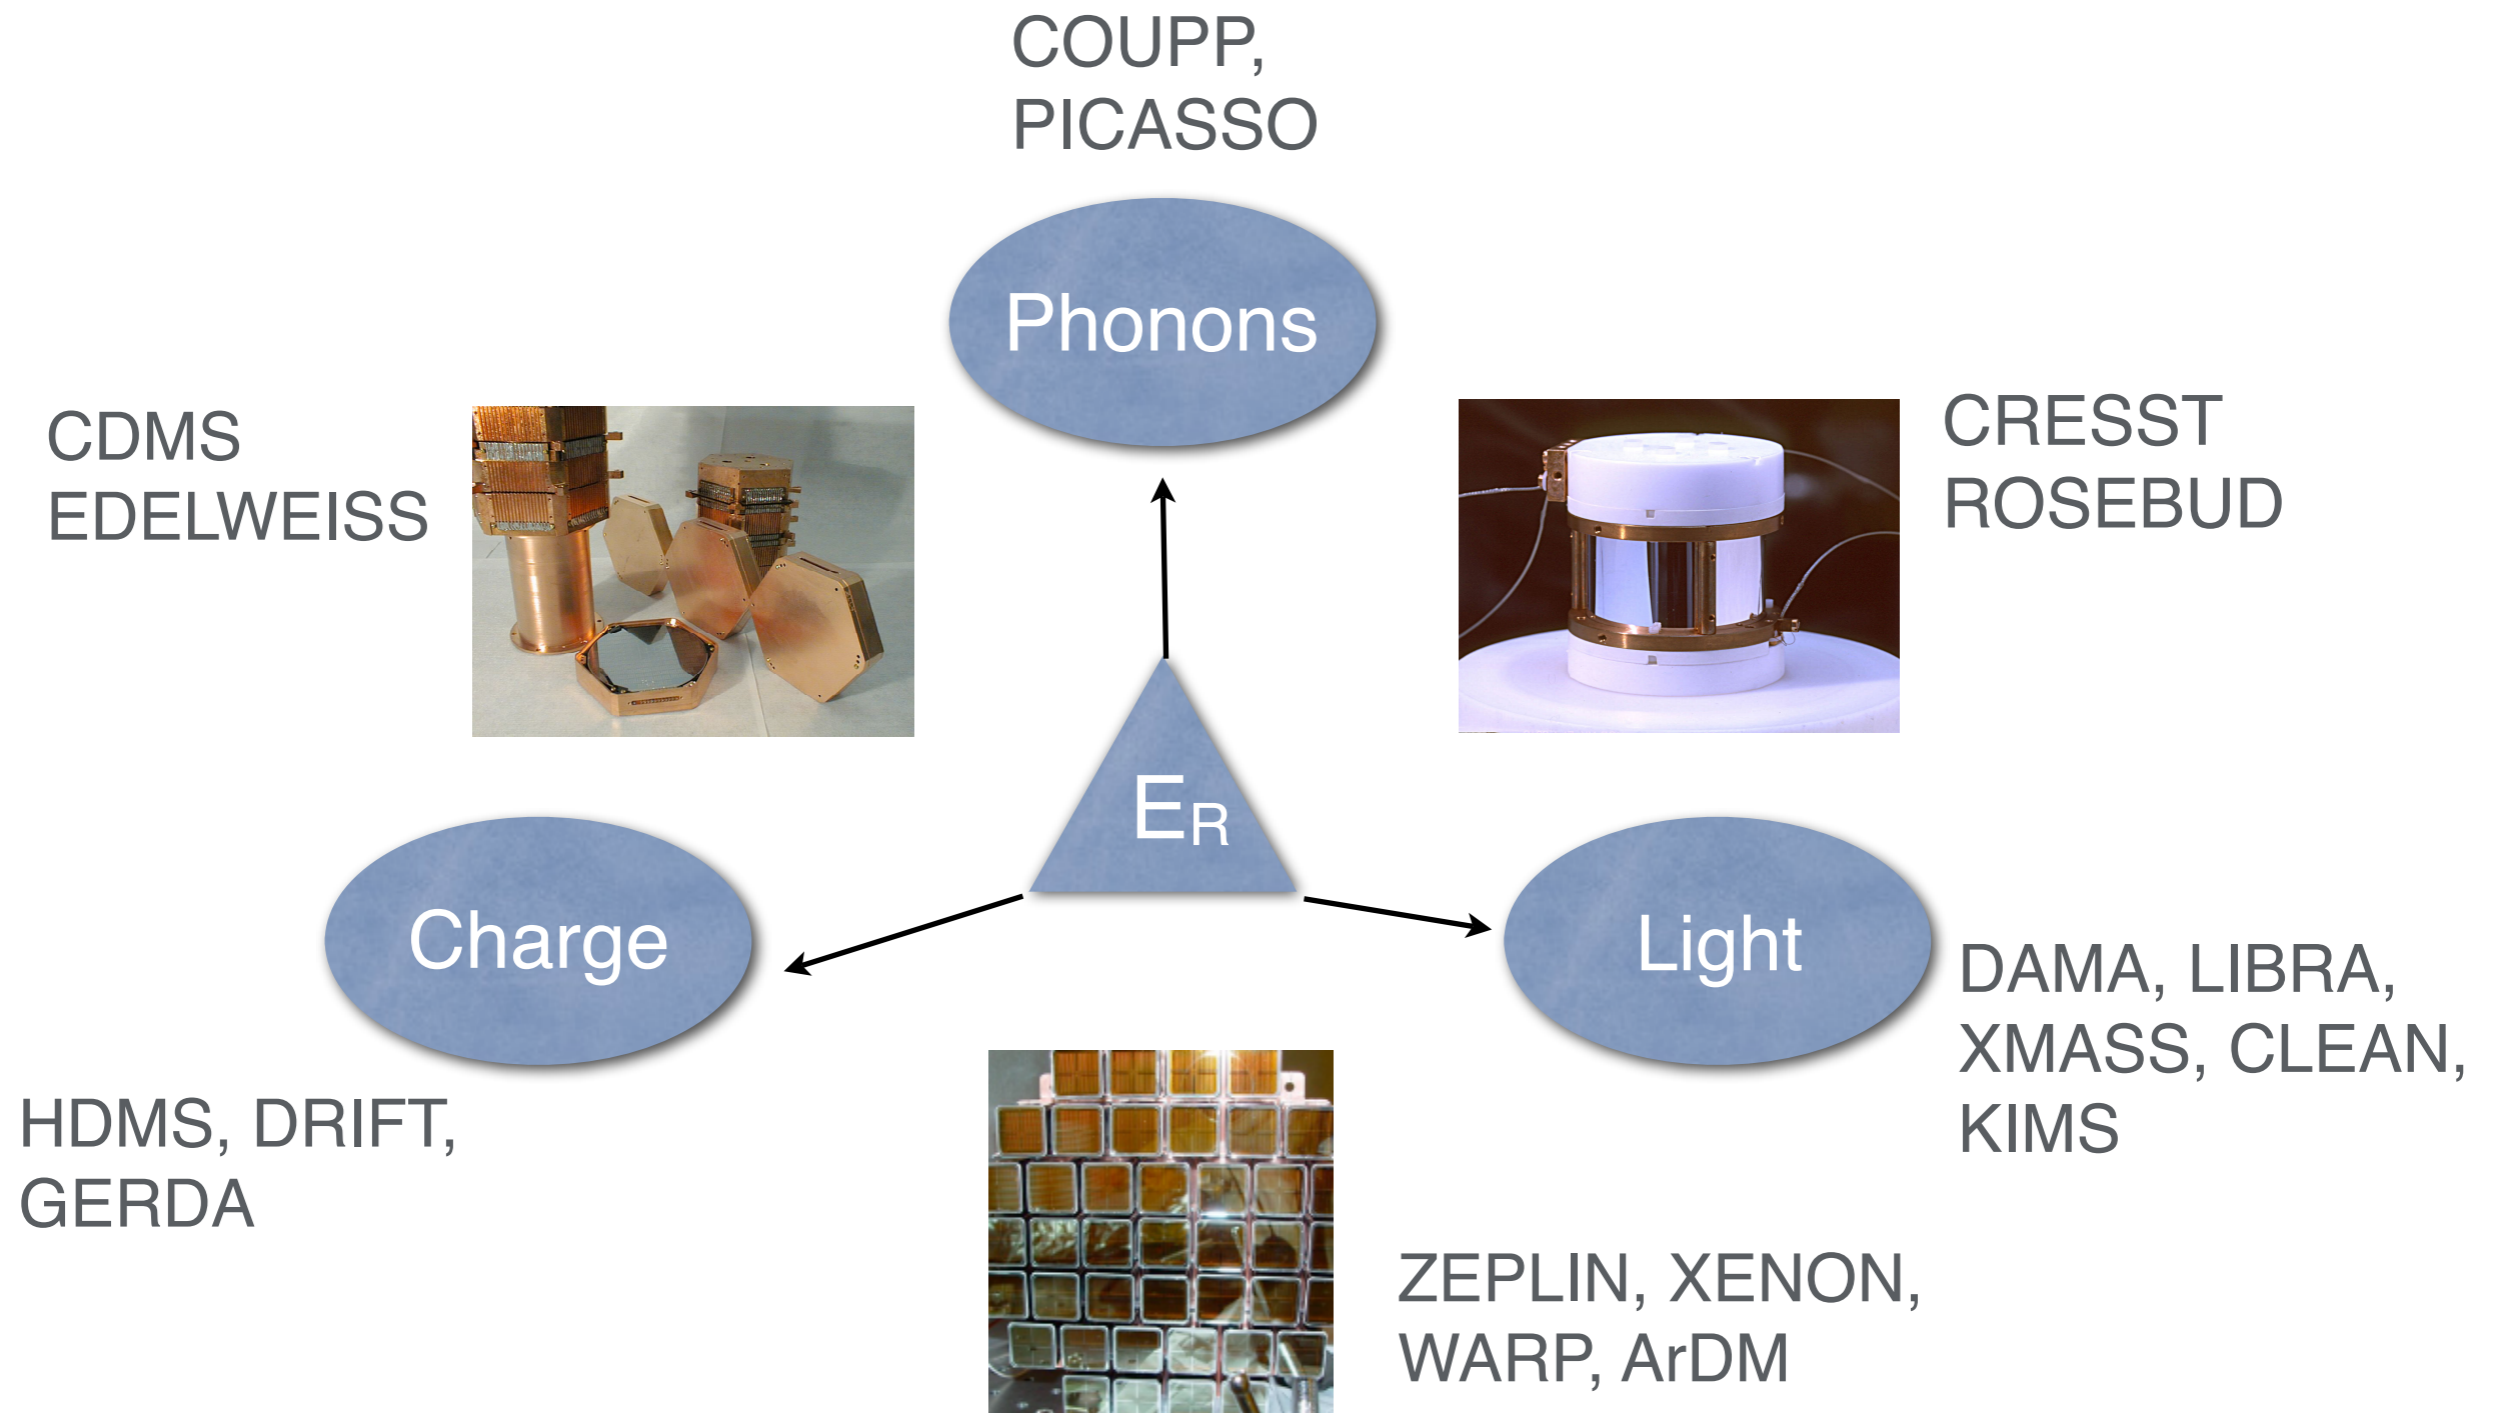 COUPP,
PICASSO
Phonons
CDMS
EDELWEISS
CRESST
ROSEBUD
ER
Charge
Light
DAMA, LIBRA,
XMASS, CLEAN,
KIMS
HDMS, DRIFT,
GERDA
ZEPLIN, XENON,
WARP, ArDM